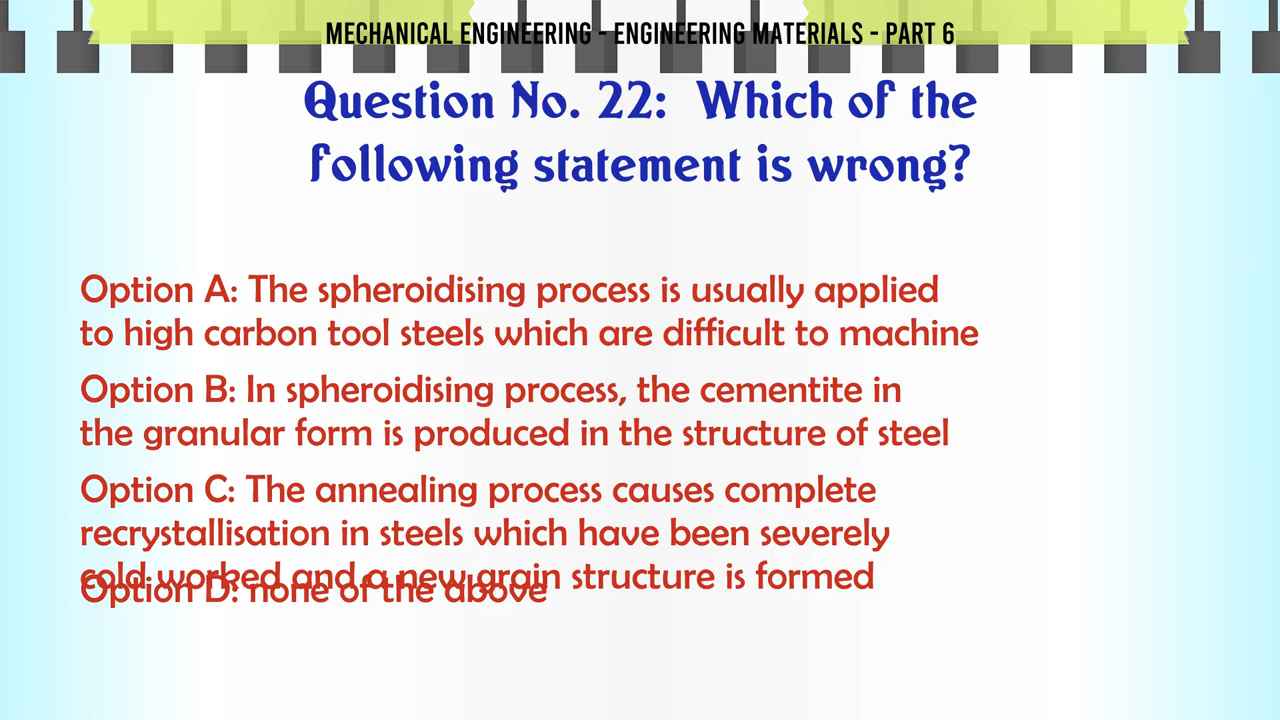 MECHANICAL ENGINEERING - ENGINEERING MATERIALS - PART 6
Question No. 22: Which of the
following statement is wrong?
Option A: The spheroidising process is usually applied
to high carbon tool steels which are difficult to machine
Option B: In spheroidising process, the cementite in
the granular form is produced in the structure of steel
Option C: The annealing process causes complete
recrystallisation in steels which have been severely
cold worked and a new grain structure is formed
Option D: none of the above